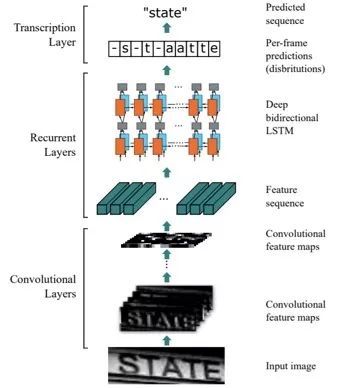 "state"
Predicted
sequence
Transcription
Layer
-s-t-aatte
Per-frame
predictions
(disbritutions)
Recurrent
Layers
...
Deep
bidirectional
LSTM
...
Feature
sequence
Convolutional
Layers
Convolutional
feature maps
...
STATE
Convolutional
feature maps
STATE
Input image